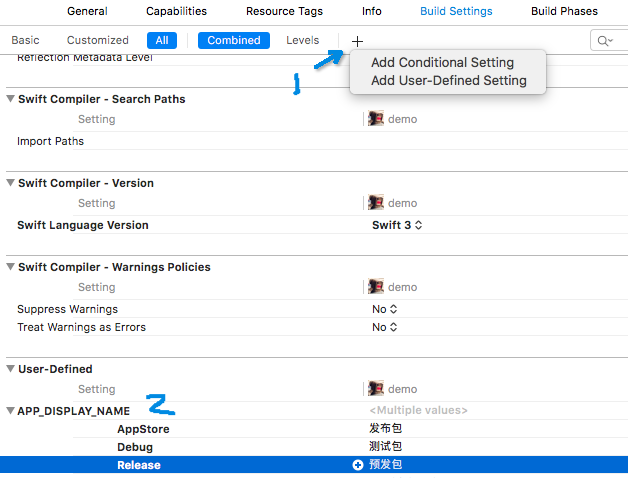 General Capabilities Resource Tags Info Build Settings Build Phases
Basic Customized All Combined Levels
Add Conditional Setting
Add User-Defined Setting
Reflection Metadata Level
1
Swift Compiler - Search Paths
Setting demo
Import Paths
Swift Compiler - Version
Setting demo
Swift Language Version Swift 3
Swift Compiler - Warnings Policies
Setting demo
Suppress Warnings No
Treat Warnings as Errors No
User-Defined
Setting demo
2
APP_DISPLAY_NAME <Multiple values>
AppStore 发布包
Debug 测试包
Release 预发包